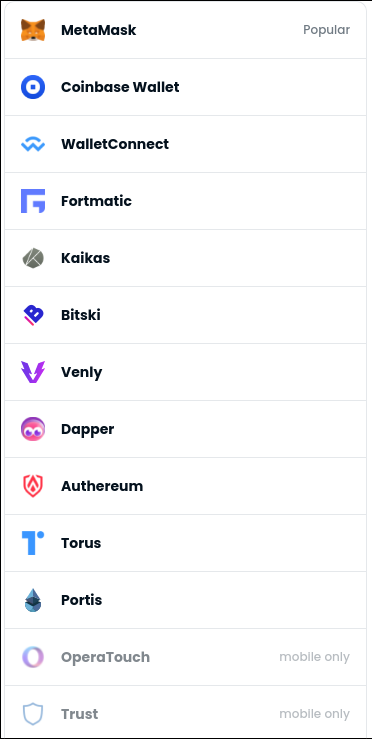 MetaMask Popular
Coinbase Wallet
WalletConnect
Fortmatic
Kaikas
Bitski
Venly
Dapper
Authereum
Torus
Portis
OperaTouch mobile only
Trust mobile only